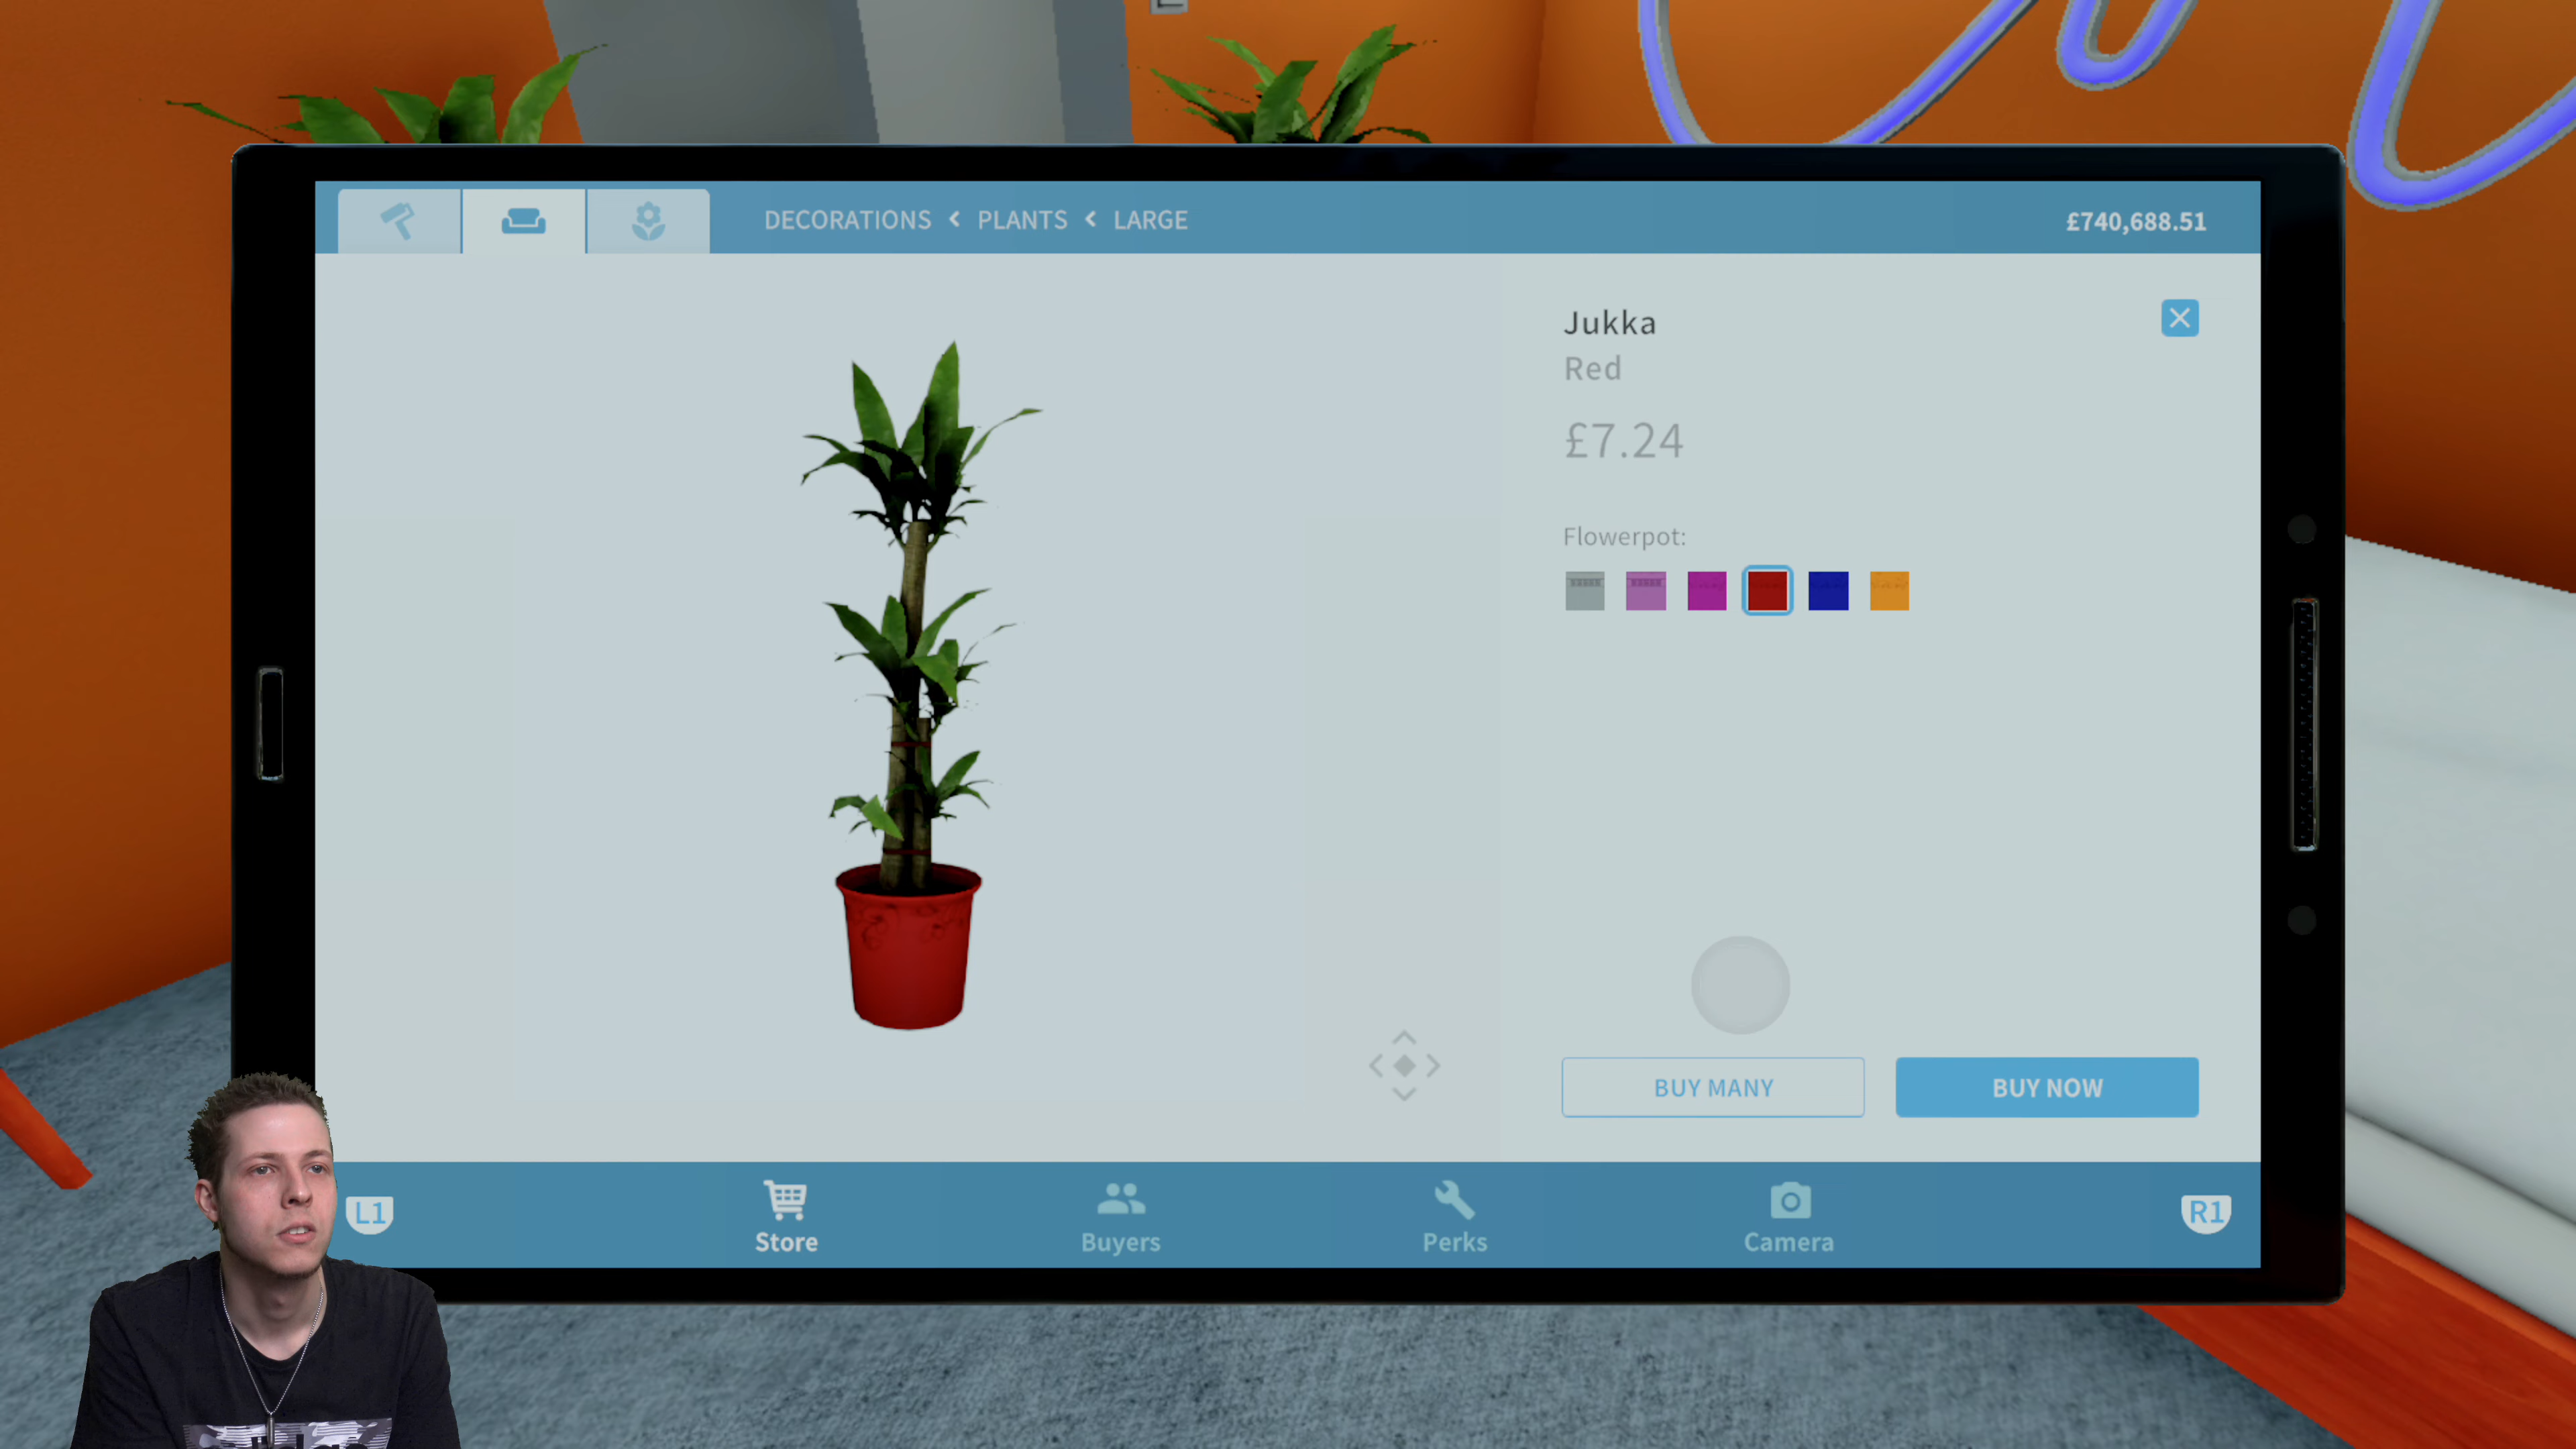 DECORATIONS < PLANTS < LARGE
£740,688.51
Jukka
Red
£7.24
Flowerpot:
BUY MANY
BUY NOW
L1
Store
Buyers
Perks
Camera
R1